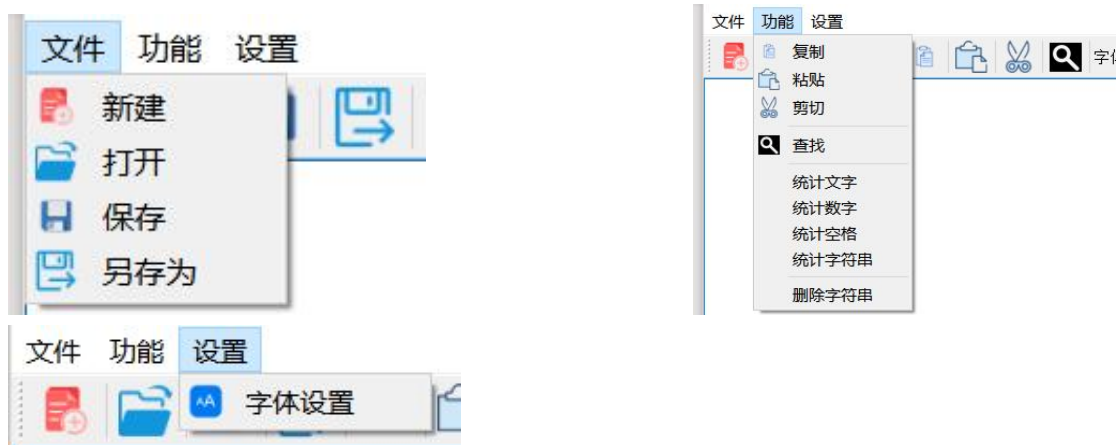 文件 功能 设置
新建
打开
保存
另存为
文件 功能 设置
复制
粘贴
剪切
查找
统计文字
统计数字
统计空格
统计字符串
删除字符串
文件 功能 设置
字体设置